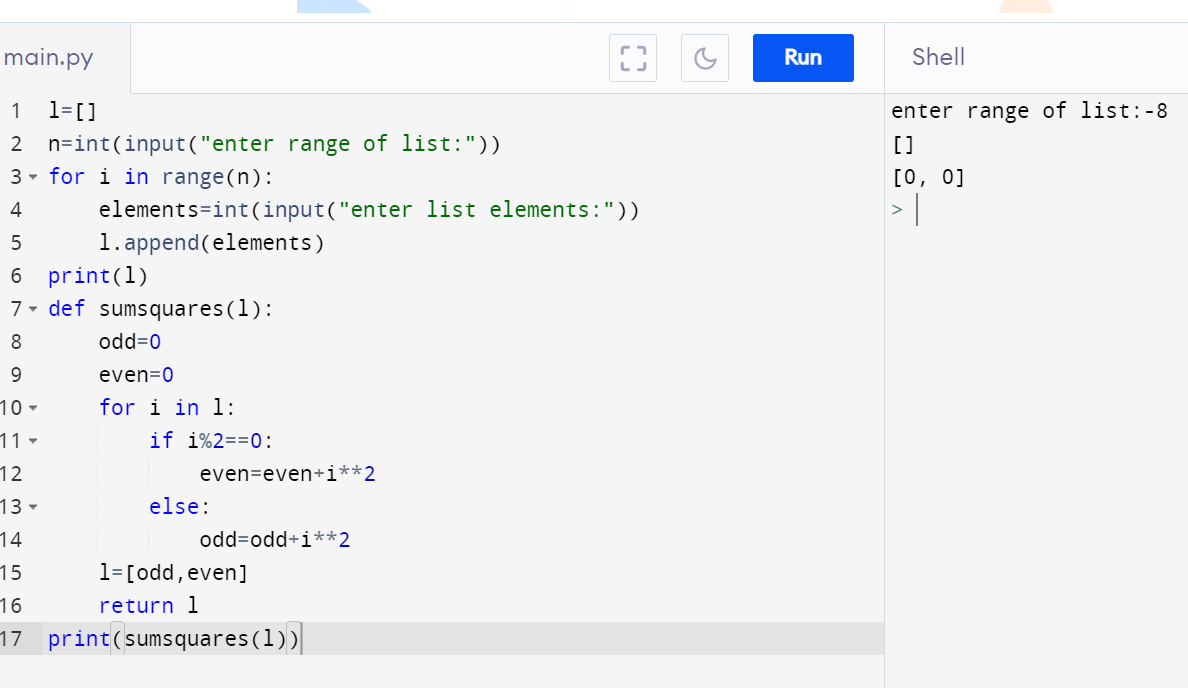 main.py
Run
Shell
1 l=[]
2 n=int(input("enter range of list:"))
3 for i in range(n):
4     elements=int(input("enter list elements:"))
5     l.append(elements)
6 print(l)
7 def sumsquares(l):
8     odd=0
9     even=0
10     for i in l:
11         if i%2==0:
12             even=even+i**2
13         else:
14             odd=odd+i**2
15     l=[odd,even]
16     return l
17 print(sumsquares(l))
enter range of list:-8
[]
[0, 0]
>